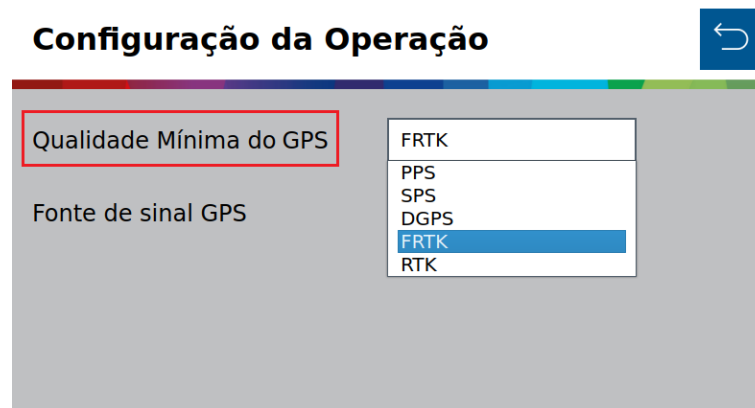 Configuração da Operação
Qualidade Mínima do GPS
FRTK
PPS
SPS
DGPS
FRTK
RTK
Fonte de sinal GPS